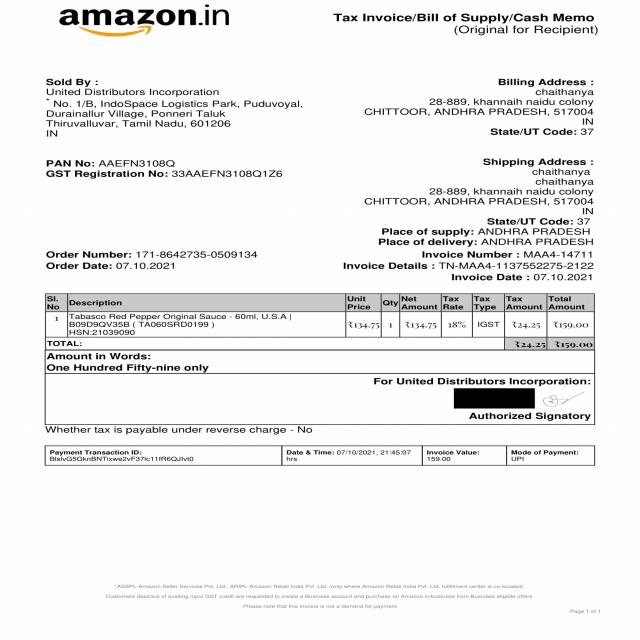 amazon.in
Tax Invoice/Bill of Supply/Cash Memo
(Original for Recipient)
Sold By :
United Distributors Incorporation
* No. 1/B, IndoSpace Logistics Park, Puduvoyal,
Durainallur Village, Ponneri Taluk
Thiruvalluvar, Tamil Nadu, 601206
IN
Billing Address :
chaithanya
28-889, khannaih naidu colony
CHITTOOR, ANDHRA PRADESH, 517004
IN
State/UT Code: 37
PAN No: AAEFN3108Q
GST Registration No: 33AAEFN3108Q1Z6
Shipping Address :
chaithanya
chaithanya
28-889, khannaih naidu colony
CHITTOOR, ANDHRA PRADESH, 517004
IN
State/UT Code: 37
Place of supply: ANDHRA PRADESH
Place of delivery: ANDHRA PRADESH
Order Number: 171-8642735-0509134
Order Date: 07.10.2021
Invoice Number : MAA4-14711
Invoice Details : TN-MAA4-1137552275-2122
Invoice Date : 07.10.2021
Sl. No Description Unit Price Qty Net Amount Tax Rate Tax Type Tax Amount Total Amount
1 Tabasco Red Pepper Original Sauce - 60ml, U.S.A |
B09D9QV35B ( TA060SRD0199 ) ₹134.75 1 ₹134.75 18% IGST ₹24.25 ₹159.00
HSN:21039090
TOTAL: ₹24.25 ₹159.00
Amount in Words:
One Hundred Fifty-nine only
For United Distributors Incorporation:
Authorized Signatory
Whether tax is payable under reverse charge - No
Payment Transaction ID: Date & Time: 07/10/2021, 21:45:07 hrs Invoice Value: 159.00 Mode of Payment: UPI
*ASSPL-Amazon Seller Services Pvt. Ltd., ARIPL-Amazon Retail India Pvt. Ltd. (only where Amazon Retail India Pvt. Ltd. fulfillment center is co-located)
Customers desirous of availing input GST credit are requested to create a Business account and purchase on Amazon.in/business from Business eligible offers
Please note that this invoice is not a demand for payment
Page 1 of 1